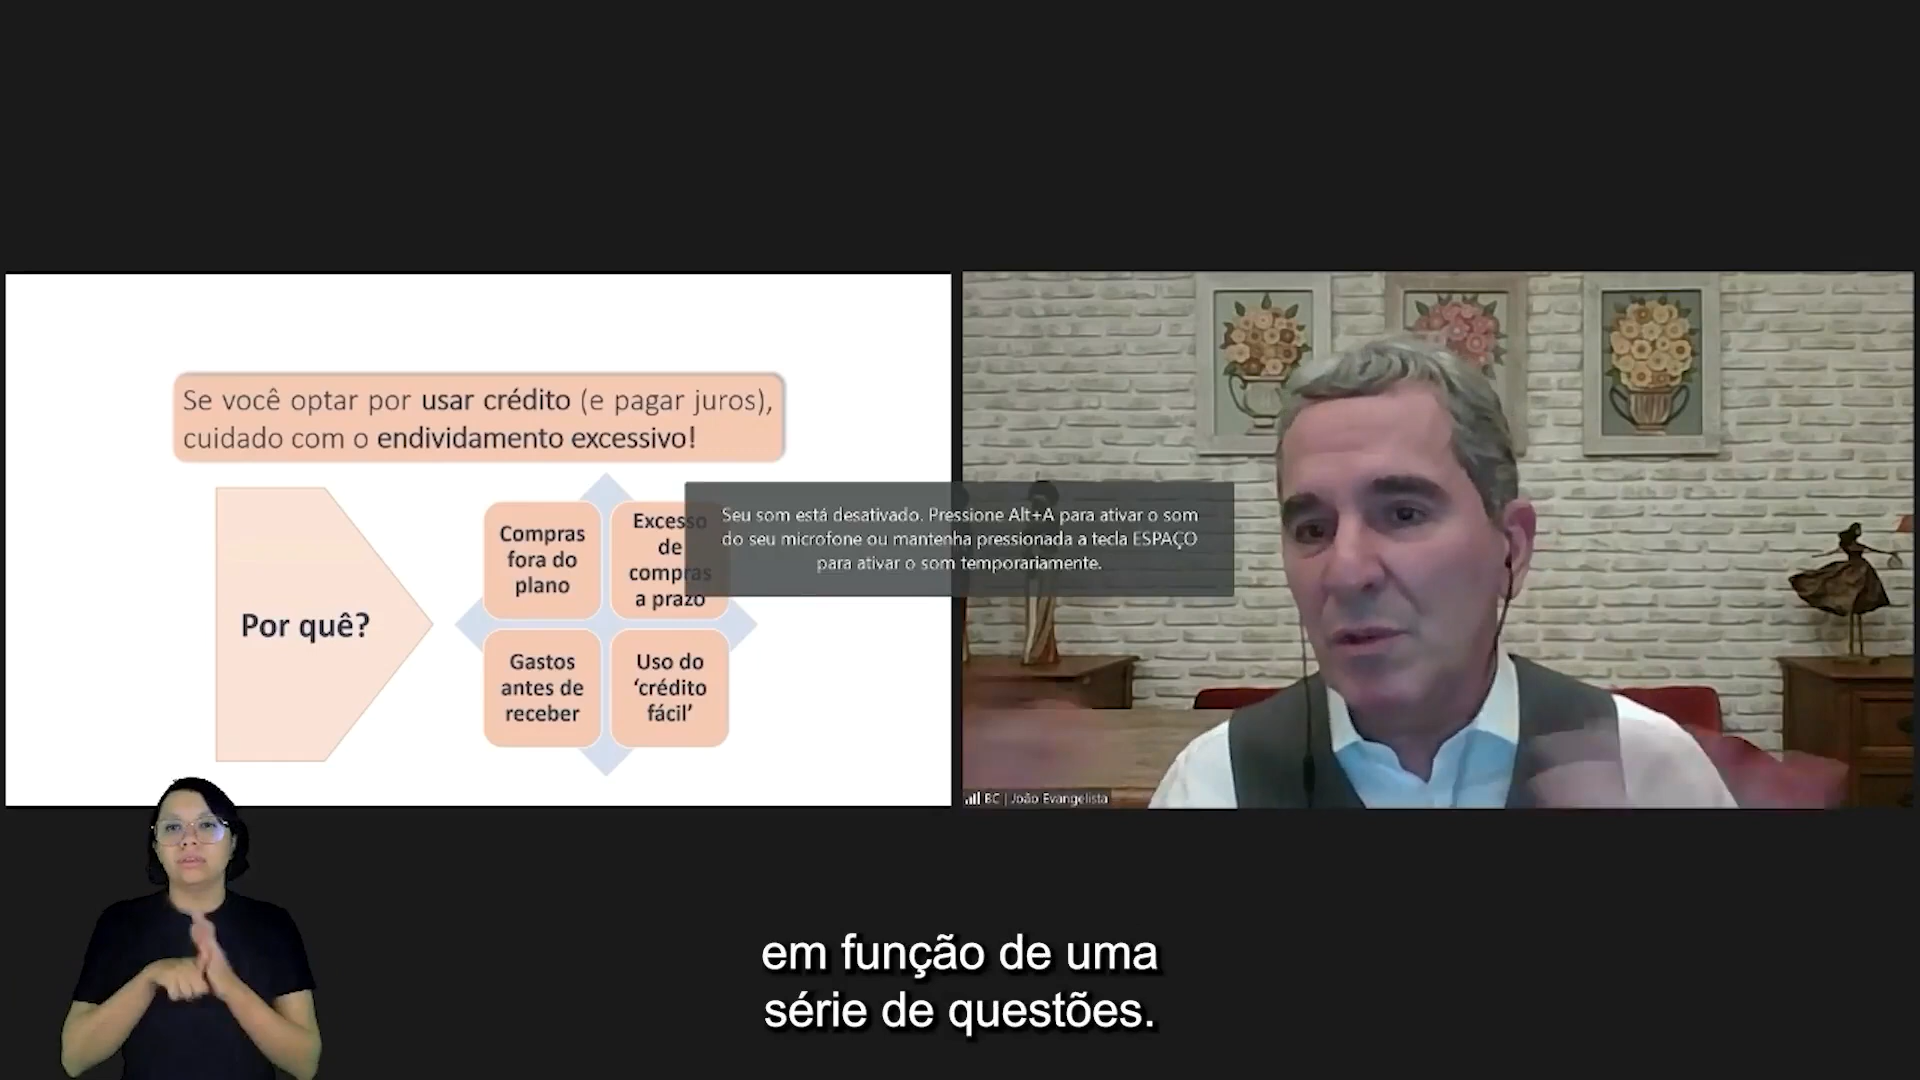 Se você optar por usar crédito (e pagar juros),
cuidado com o endividamento excessivo!
Por quê?
Compras
fora do
plano
Excesso
de
compras
a prazo
Gastos
antes de
receber
Uso do
‘crédito
fácil’
Seu som está desativado. Pressione Alt+A para ativar o som
do seu microfone ou mantenha pressionada a tecla ESPAÇO
para ativar o som temporariamente.
BC | João Evangelista
em função de uma
série de questões.